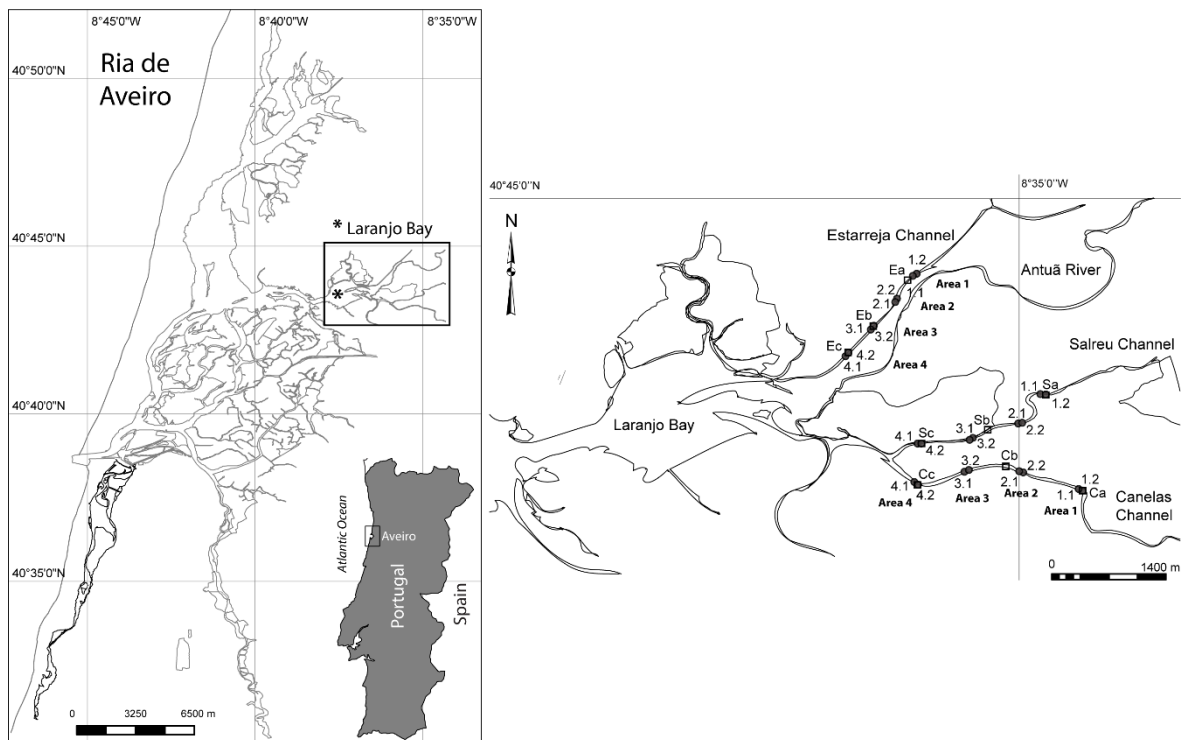 8°45'0"W
8°40'0"W
8°35'0"W
40°50'0"N
Ria de
Aveiro
40°45'0"N
* Laranjo Bay
*
40°40'0"N
40°35'0"N
Atlantic Ocean
Aveiro
Portugal
Spain
0 3250 6500 m
40°45'0"N
8°35'0"W
N
Estarreja Channel
Antuã River
1.2
Ea
1.1
Area 1
2.2
2.1
Area 2
Eb
3.1
3.2
Area 3
Ec
4.2
4.1
Area 4
Salreu Channel
Laranjo Bay
1.1 Sa
1.2
2.1
2.2
Sb
3.1
3.2
Sc
4.1
4.2
Cb
3.2
3.1
2.2
2.1
Cc
4.1
4.2
1.2
1.1 Ca
Area 4
Area 3
Area 2
Area 1
Canelas
Channel
0 1400 m